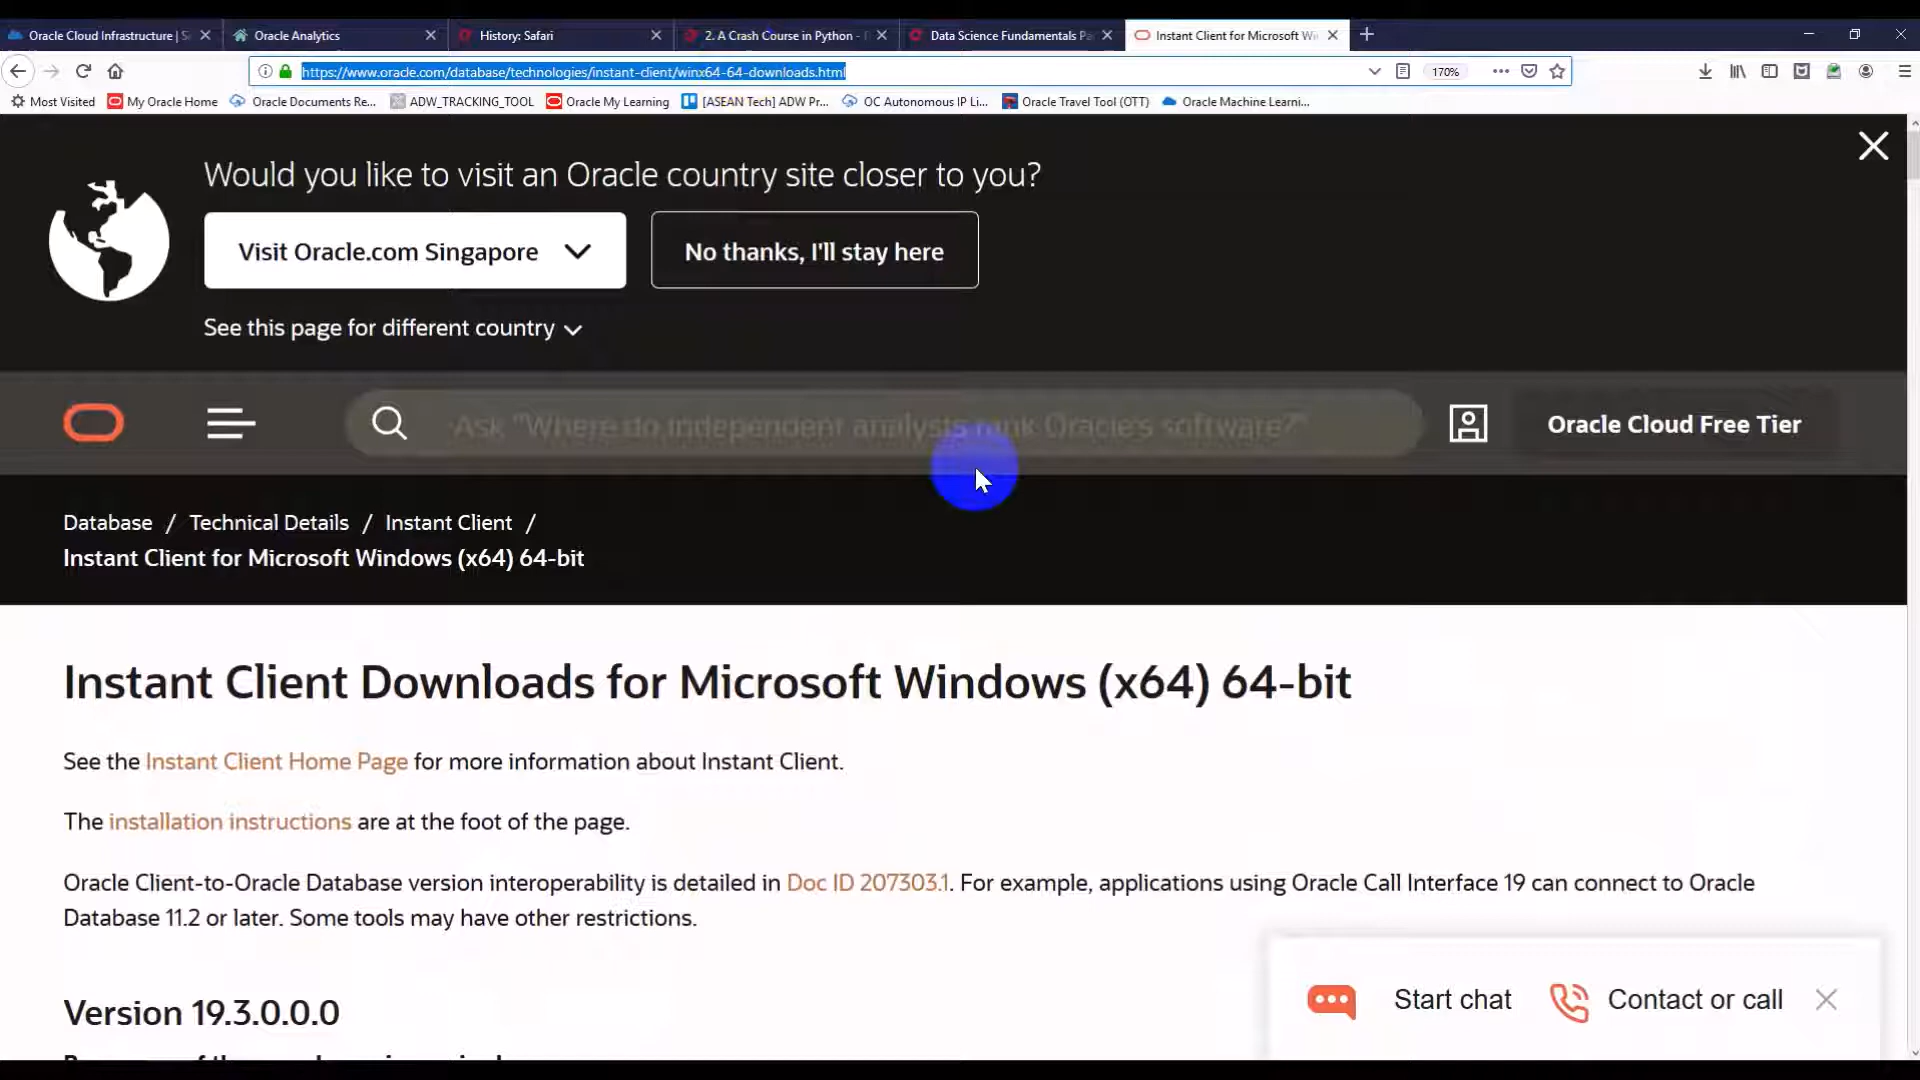 Oracle Cloud Infrastructure | S
Oracle Analytics
History: Safari
2. A Crash Course in Python -
Data Science Fundamentals Pa
Instant Client for Microsoft Wi
https://www.oracle.com/database/technologies/instant-client/winx64-64-downloads.html
170%
Most Visited
My Oracle Home
Oracle Documents Re...
ADW_TRACKING_TOOL
Oracle My Learning
[ASEAN Tech] ADW Pr...
OC Autonomous IP Li...
Oracle Travel Tool (OTT)
Oracle Machine Learni...
Would you like to visit an Oracle country site closer to you?
Visit Oracle.com Singapore
No thanks, I'll stay here
See this page for different country
Ask "Where do independent analysts rank Oracle's software?"
Oracle Cloud Free Tier
Database / Technical Details / Instant Client /
Instant Client for Microsoft Windows (x64) 64-bit
Instant Client Downloads for Microsoft Windows (x64) 64-bit
See the Instant Client Home Page for more information about Instant Client.
The installation instructions are at the foot of the page.
Oracle Client-to-Oracle Database version interoperability is detailed in Doc ID 207303.1. For example, applications using Oracle Call Interface 19 can connect to Oracle
Database 11.2 or later. Some tools may have other restrictions.
Version 19.3.0.0.0
Start chat
Contact or call